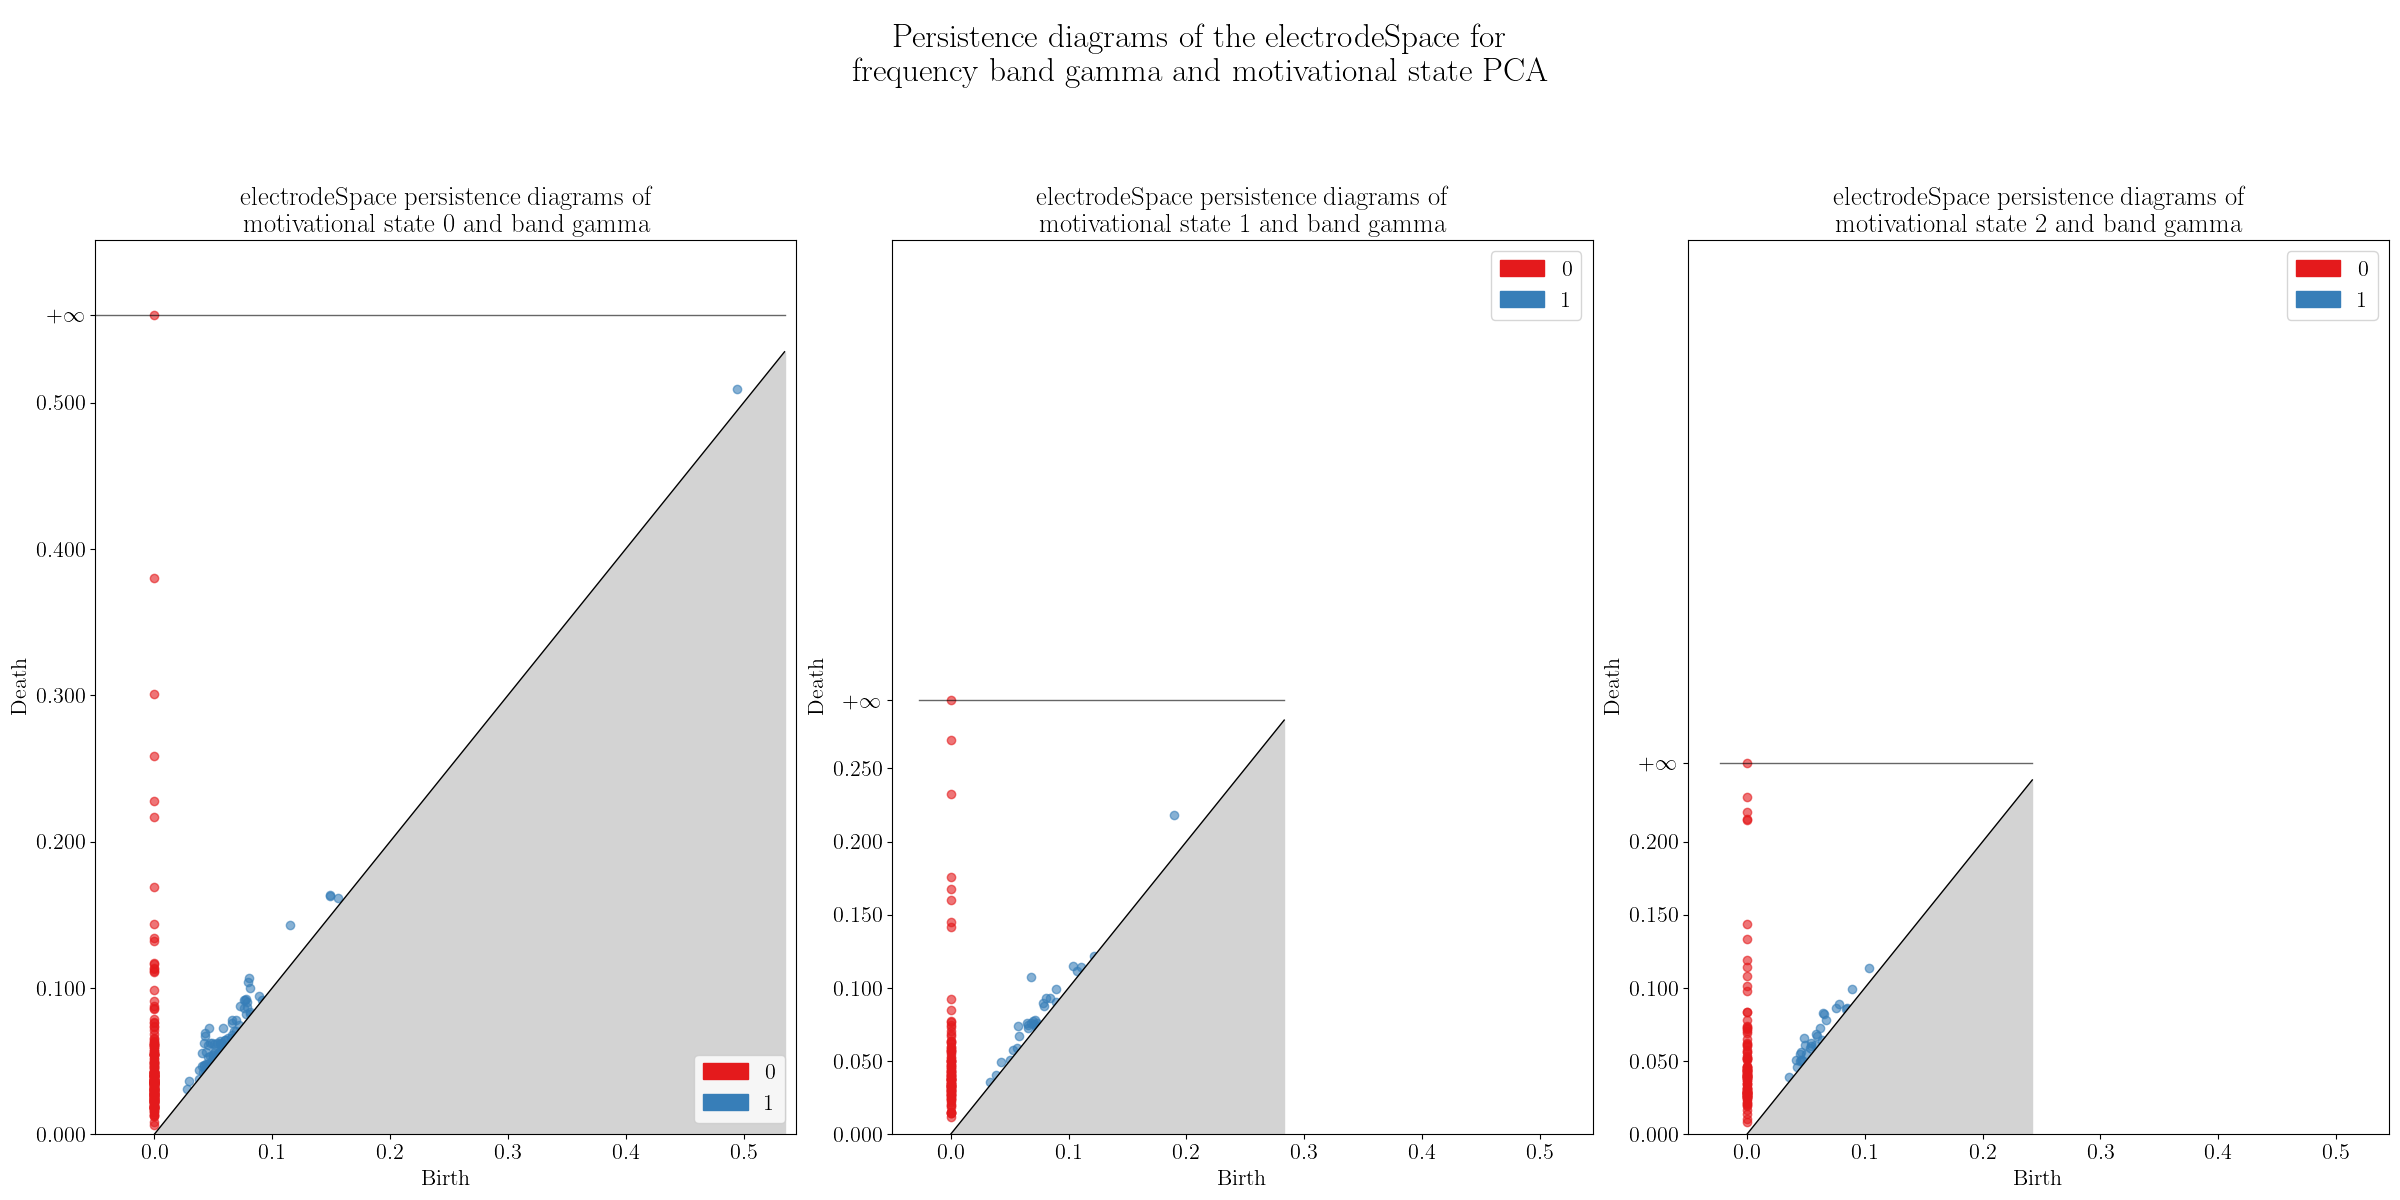 Persistence diagrams of the electrodeSpace for
frequency band gamma and motivational state PCA
electrodeSpace persistence diagrams of
motivational state 0 and band gamma
+∞
0.500
0.400
0.300
0.200
0.100
0.000
Death
0.0 0.1 0.2 0.3 0.4 0.5
Birth
0
1
electrodeSpace persistence diagrams of
motivational state 1 and band gamma
0
1
+∞
0.250
0.200
0.150
0.100
0.050
0.000
Death
0.0 0.1 0.2 0.3 0.4 0.5
Birth
electrodeSpace persistence diagrams of
motivational state 2 and band gamma
0
1
+∞
0.200
0.150
0.100
0.050
0.000
Death
0.0 0.1 0.2 0.3 0.4 0.5
Birth